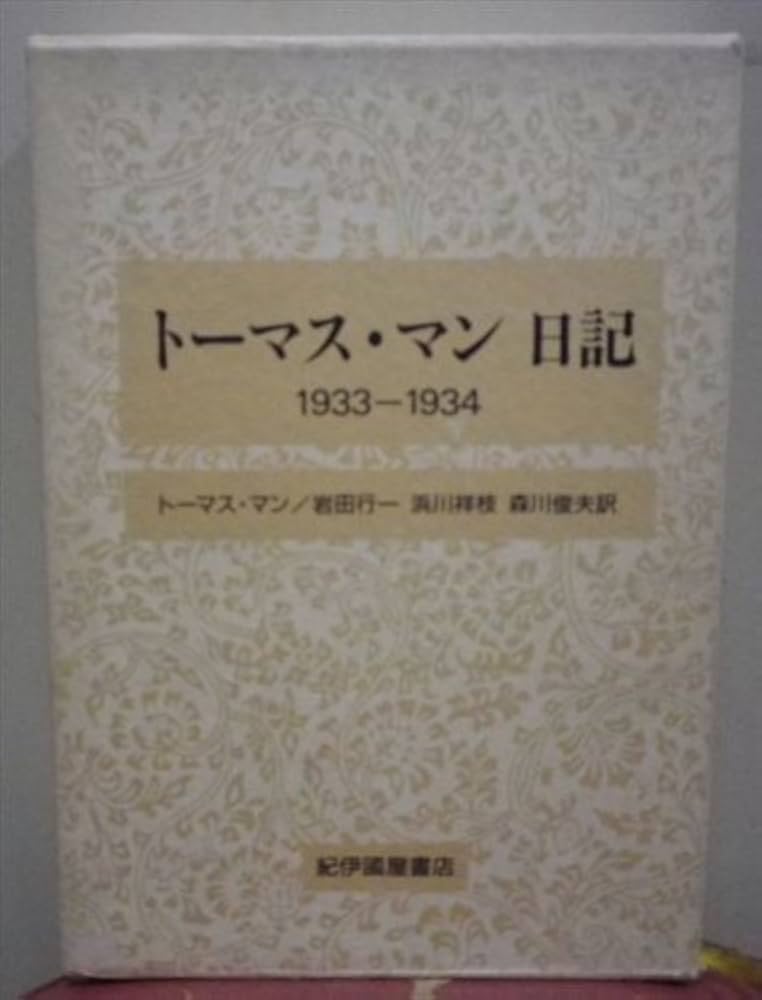 トーマス・マン 日記
1933－1934
トーマス・マン／岩田行一 浜川祥枝 森川俊夫訳
紀伊國屋書店